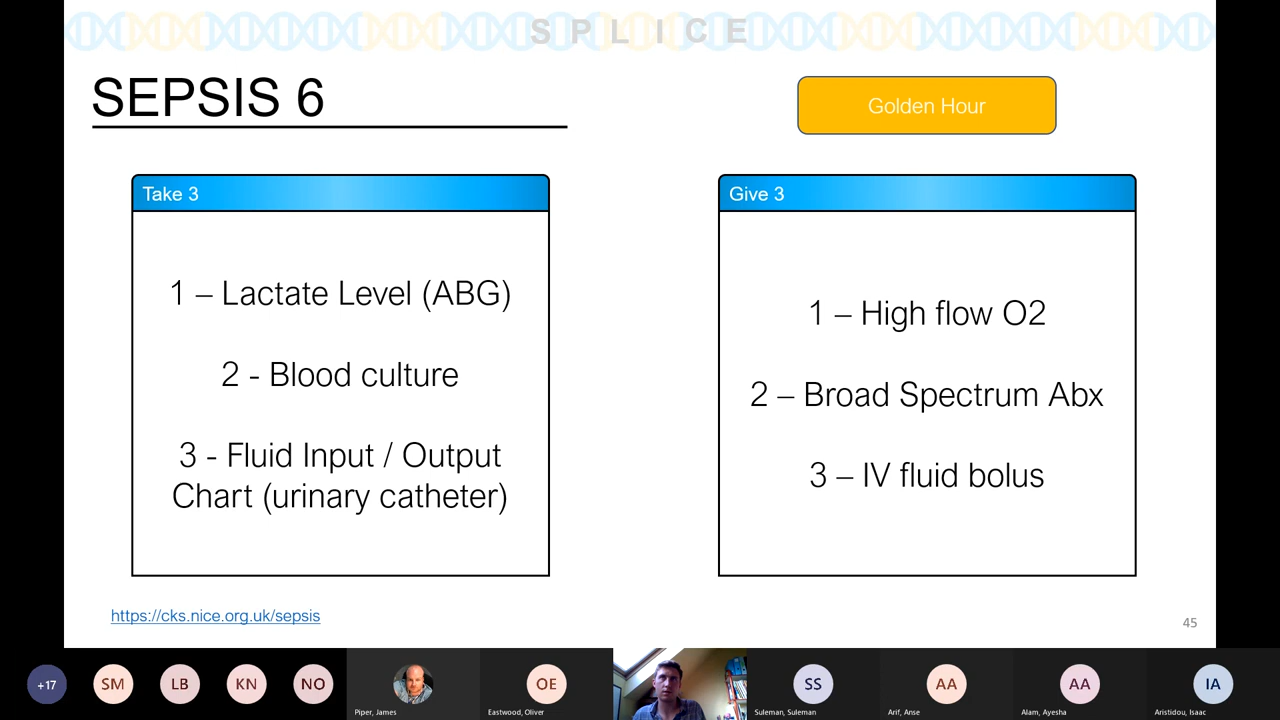 S P L I C E
SEPSIS 6
Golden Hour
Take 3
1 – Lactate Level (ABG)
2 - Blood culture
3 - Fluid Input / Output
Chart (urinary catheter)
Give 3
1 – High flow O2
2 – Broad Spectrum Abx
3 – IV fluid bolus
https://cks.nice.org.uk/sepsis
45
+17
SM
LB
KN
NO
Piper, James
OE
Eastwood, Oliver
SS
Suleman, Suleman
AA
Arif, Anse
AA
Alam, Ayesha
IA
Aristidou, Isaac